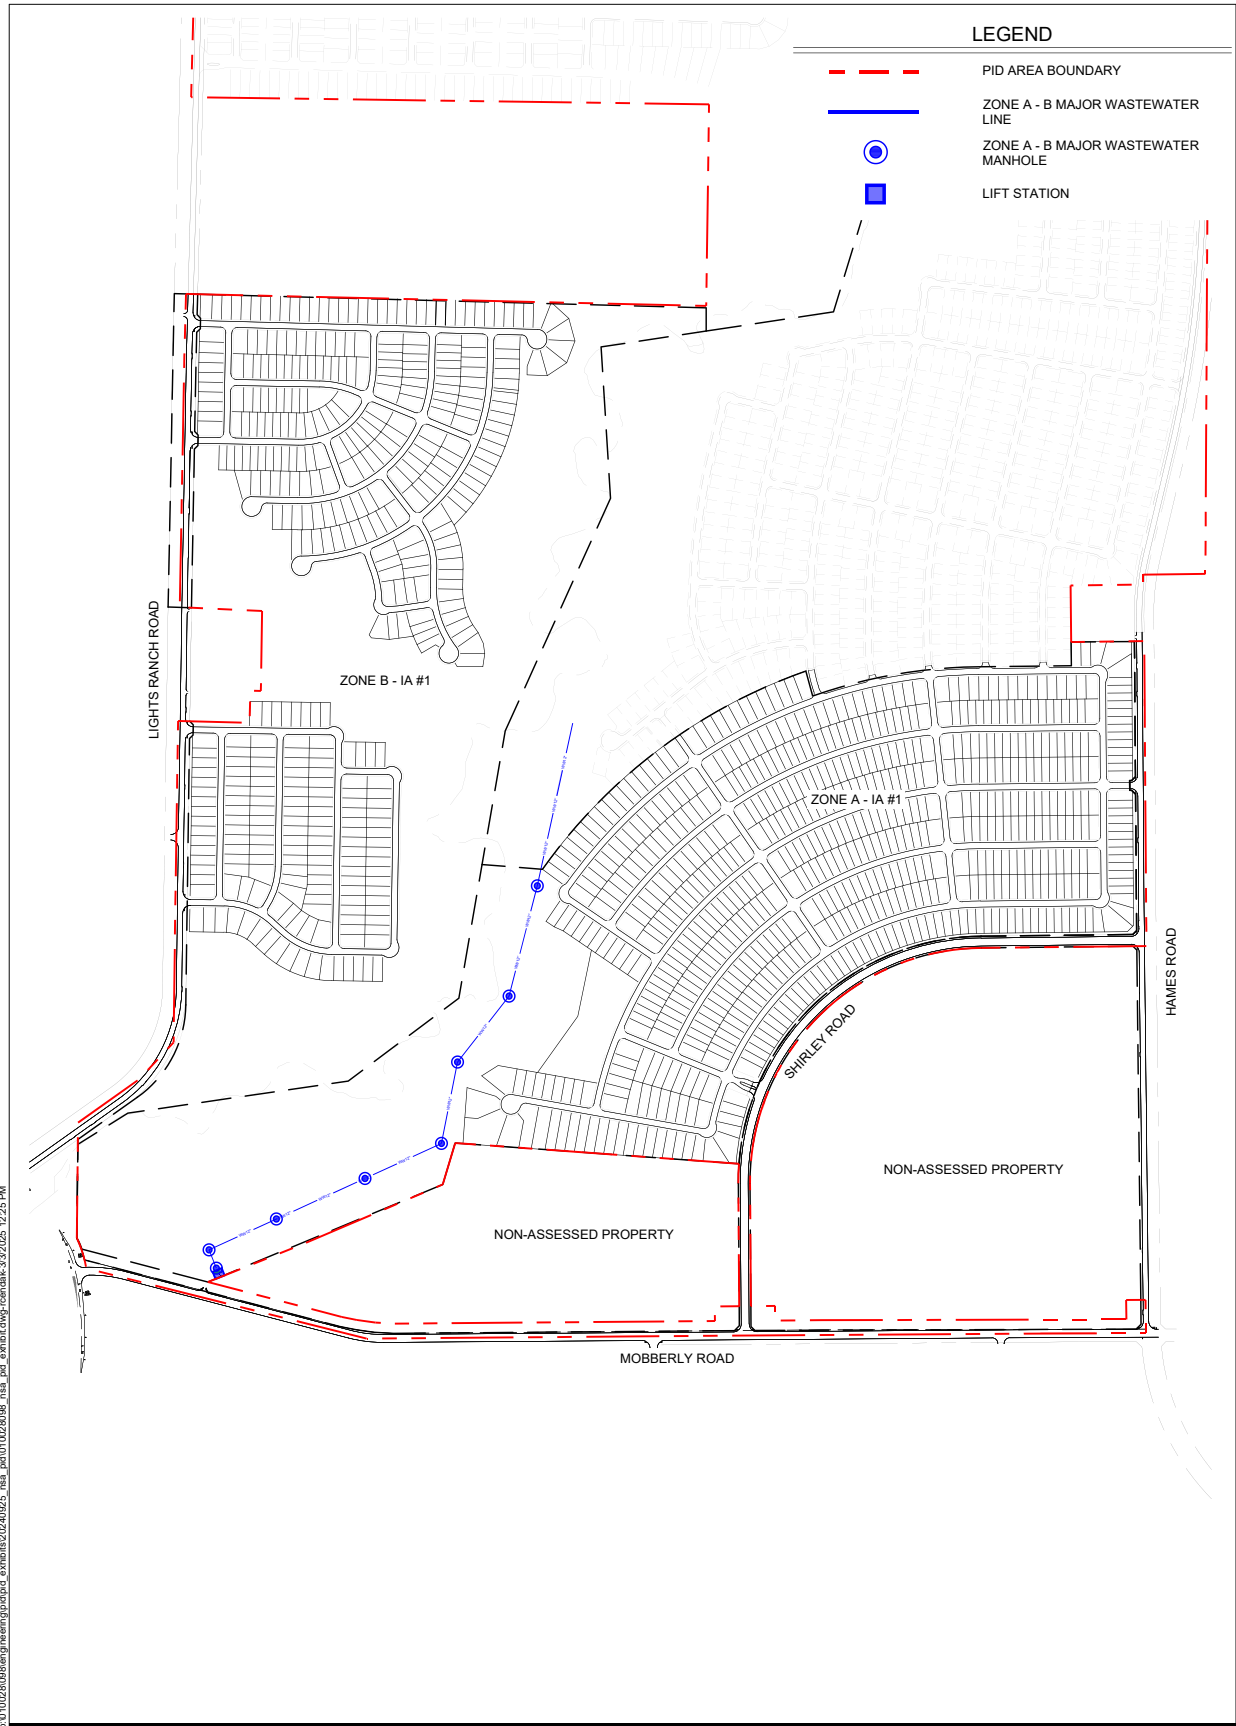 LEGEND
PID AREA BOUNDARY
ZONE A - B MAJOR WASTEWATER
LINE
ZONE A - B MAJOR WASTEWATER
MANHOLE
LIFT STATION
LIGHTS RANCH ROAD
ZONE B - IA #1
ZONE A - IA #1
HAMES ROAD
SHIRLEY ROAD
NON-ASSESSED PROPERTY
NON-ASSESSED PROPERTY
MOBBERLY ROAD